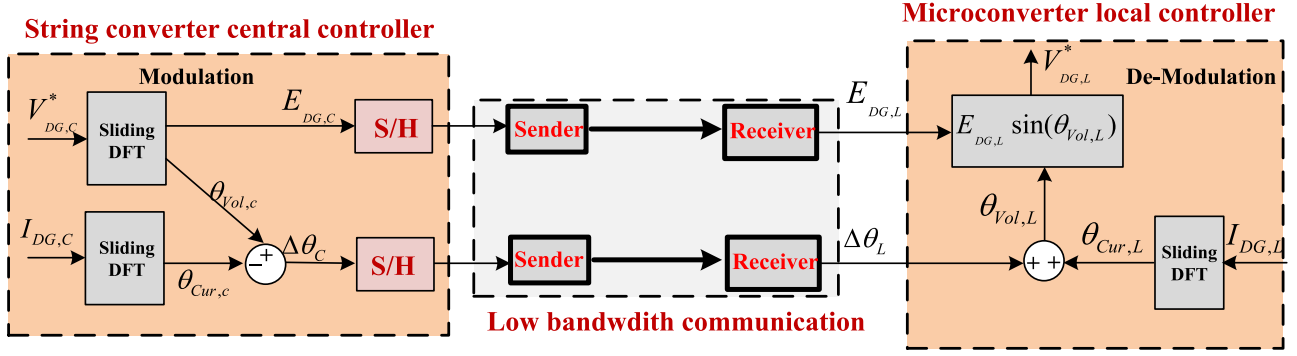 String converter central controller
Modulation
V*DG,C
Sliding
DFT
EDG,C
S/H
θVol,c
IDG,C
Sliding
DFT
θCur,c
- +
ΔθC
S/H
Sender
Receiver
Sender
Receiver
Low bandwdith communication
Microconverter local controller
De-Modulation
V*DG,L
EDG,L
EDG,L sin(θVol,L)
θVol,L
ΔθL
+ +
θCur,L
Sliding
DFT
IDG,L